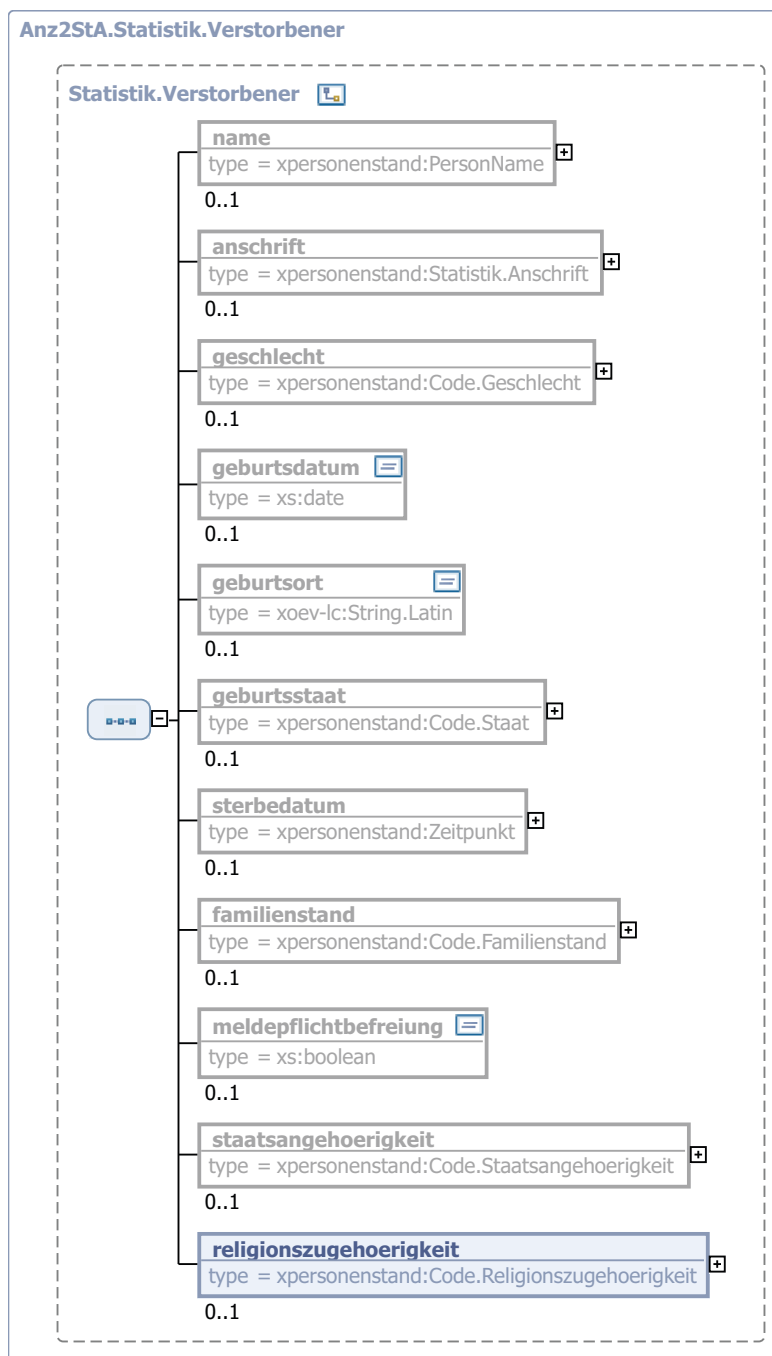 Anz2StA.Statistik.Verstorbener
Statistik.Verstorbener
name
type = xpersonenstand:PersonName
0..1
anschrift
type = xpersonenstand:Statistik.Anschrift
0..1
geschlecht
type = xpersonenstand:Code.Geschlecht
0..1
geburtsdatum
type = xs:date
0..1
geburtsort
type = xoev-lc:String.Latin
0..1
geburtsstaat
type = xpersonenstand:Code.Staat
0..1
sterbedatum
type = xpersonenstand:Zeitpunkt
0..1
familienstand
type = xpersonenstand:Code.Familienstand
0..1
meldepflichtbefreiung
type = xs:boolean
0..1
staatsangehoerigkeit
type = xpersonenstand:Code.Staatsangehoerigkeit
0..1
religionszugehoerigkeit
type = xpersonenstand:Code.Religionszugehoerigkeit
0..1